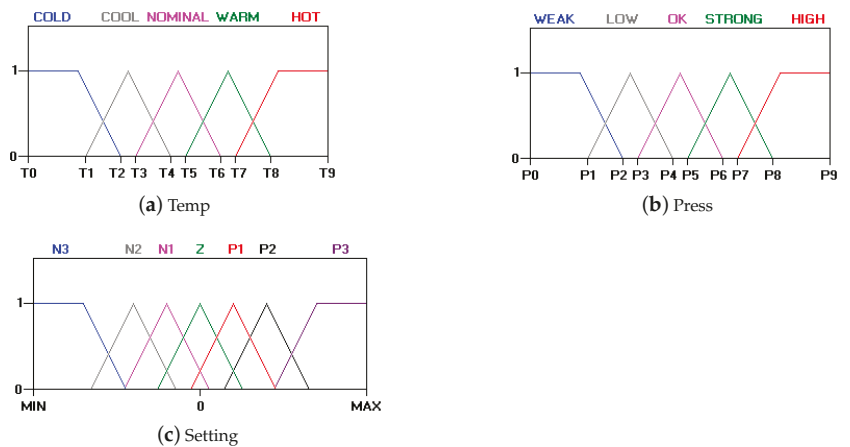 COLD COOL NOMINAL WARM HOT
1
0
T0 T1 T2 T3 T4 T5 T6 T7 T8 T9
(a) Temp
WEAK LOW OK STRONG HIGH
1
0
P0 P1 P2 P3 P4 P5 P6 P7 P8 P9
(b) Press
N3 N2 N1 Z P1 P2 P3
1
0
MIN 0 MAX
(c) Setting